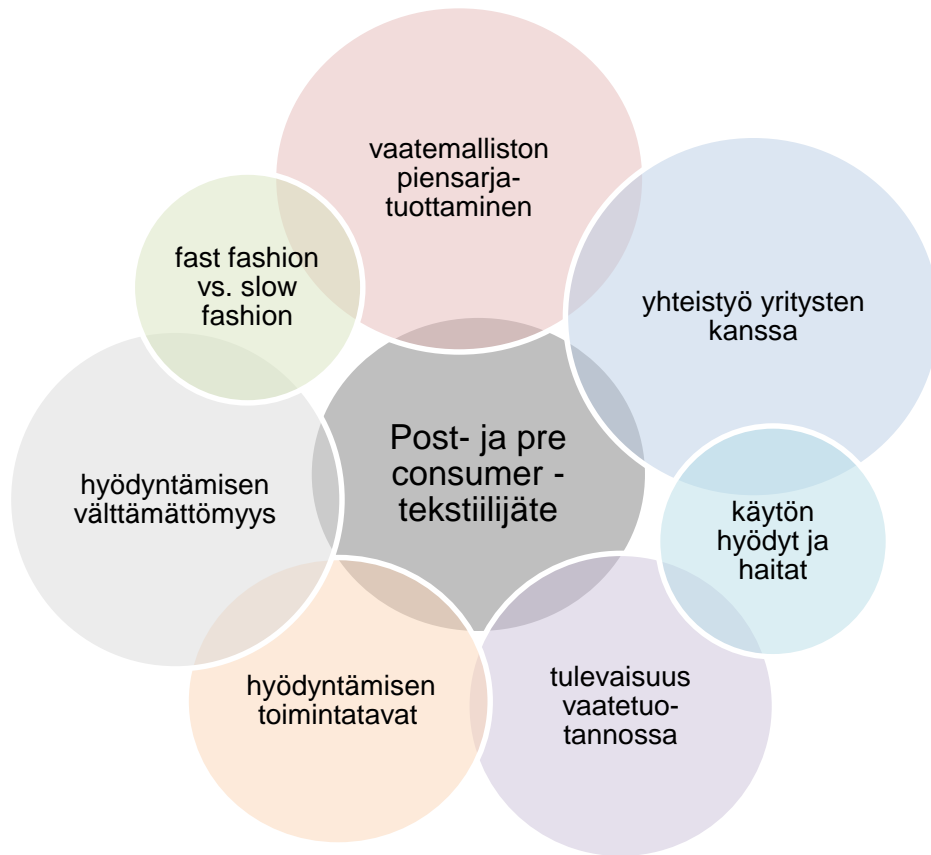 vaatemalliston
piensarja-
tuottaminen
fast fashion
vs. slow
fashion
yhteistyö yritysten
kanssa
Post- ja pre
consumer -
tekstiilijäte
hyödyntämisen
välttämättömyys
käytön
hyödyt ja
haitat
hyödyntämisen
toimintatavat
tulevaisuus
vaatetuo-
tannossa